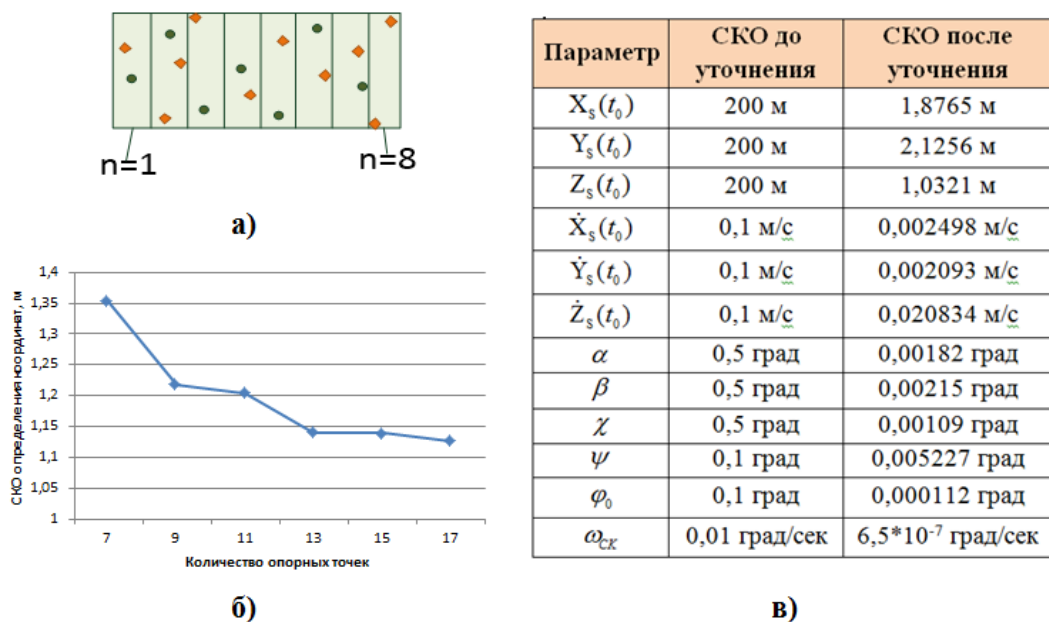 n=1
n=8
а)
1,4
1,35
1,3
1,25
1,2
1,15
1,1
1,05
1
СКО определения координат, м
7 9 11 13 15 17
Количество опорных точек
б)
Параметр СКО до уточнения СКО после уточнения
X_s(t_0) 200 м 1,8765 м
Y_s(t_0) 200 м 2,1256 м
Z_s(t_0) 200 м 1,0321 м
Ẋ_s(t_0) 0,1 м/с 0,002498 м/с
Ẏ_s(t_0) 0,1 м/с 0,002093 м/с
Ż_s(t_0) 0,1 м/с 0,020834 м/с
α 0,5 град 0,00182 град
β 0,5 град 0,00215 град
χ 0,5 град 0,00109 град
ψ 0,1 град 0,005227 град
φ_0 0,1 град 0,000112 град
ω_CK 0,01 град/сек 6,5*10⁻⁷ град/сек
в)